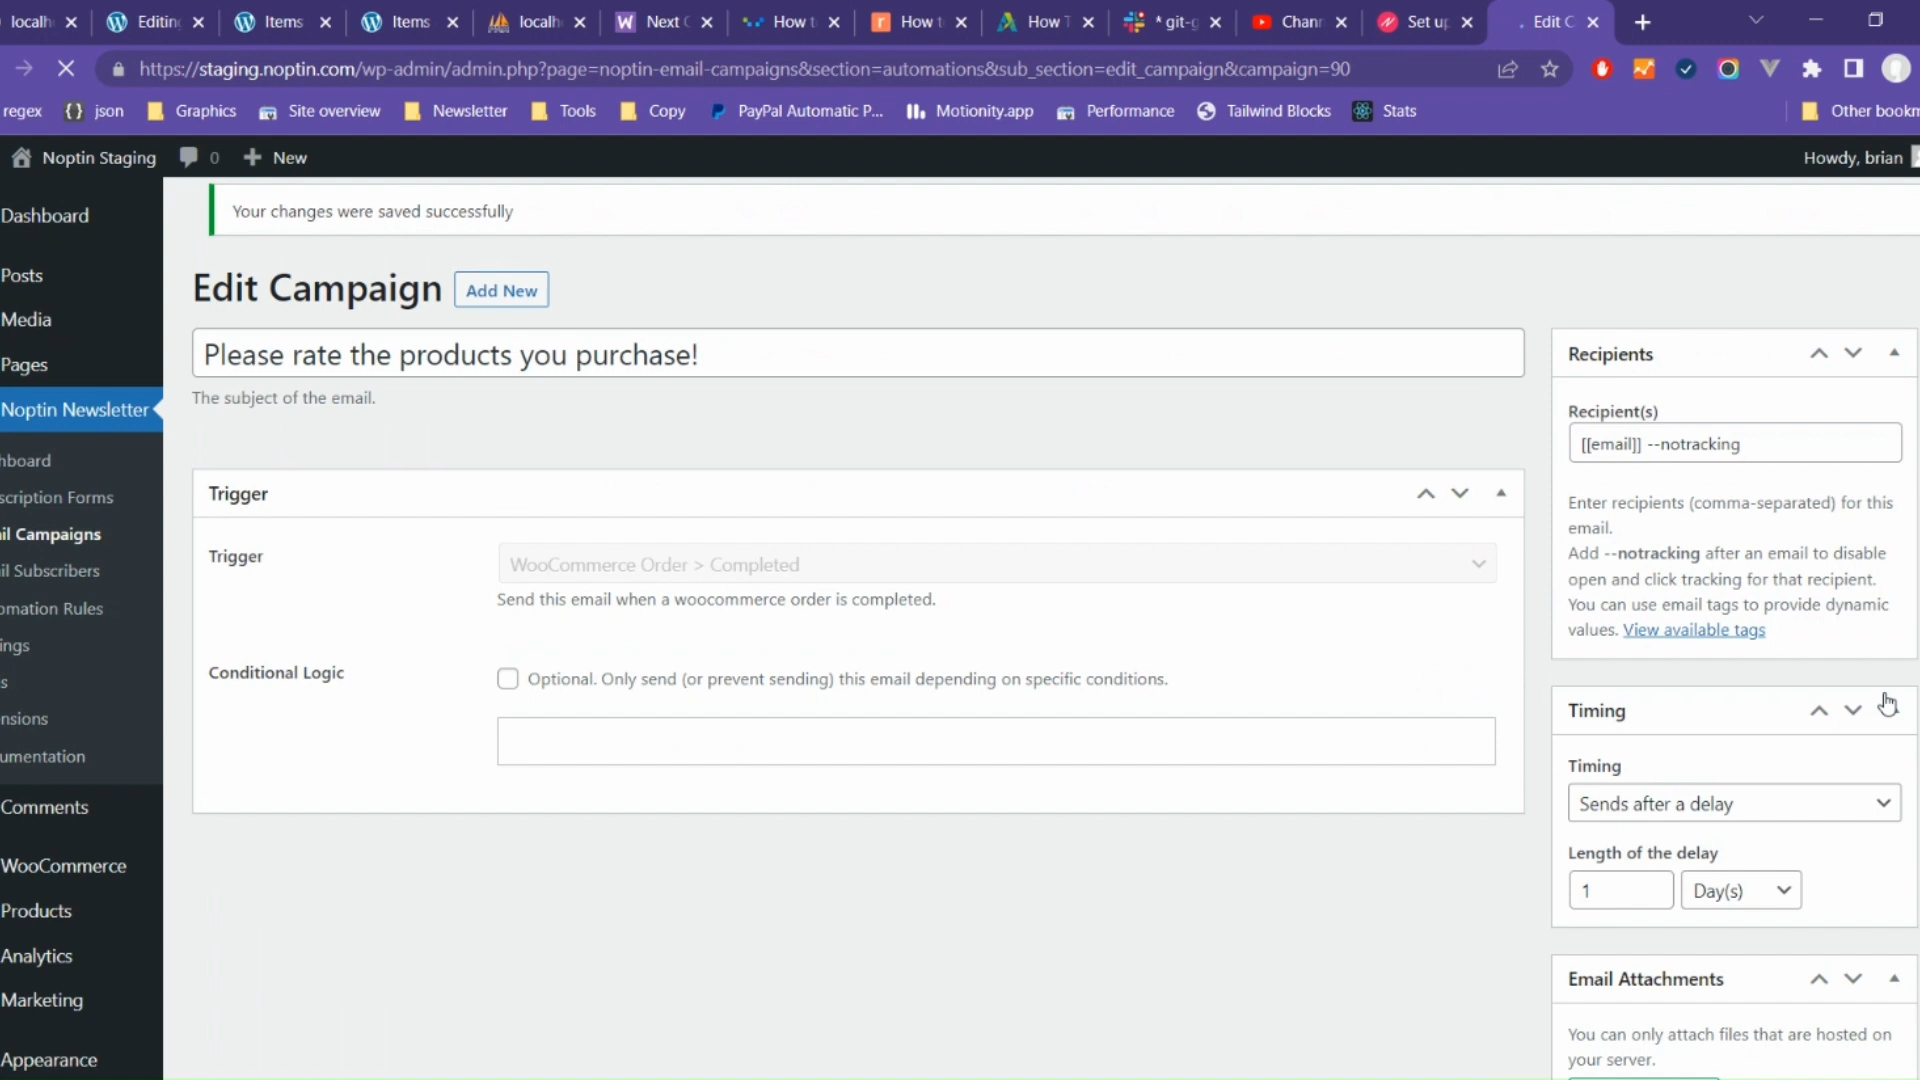 localh
Editing
Items
Items
localh
Next
How t
How t
How T
* git-g
Chann
Set up
Edit C
https://staging.noptin.com/wp-admin/admin.php?page=noptin-email-campaigns&section=automations&sub_section=edit_campaign&campaign=90
regex
{} json
Graphics
Site overview
Newsletter
Tools
Copy
PayPal Automatic P...
Motionity.app
Performance
Tailwind Blocks
Stats
Other bookm
Noptin Staging
0
New
Howdy, brian
Dashboard
Posts
Media
Pages
Noptin Newsletter
hboard
scription Forms
il Campaigns
il Subscribers
omation Rules
ings
s
nsions
umentation
Comments
WooCommerce
Products
Analytics
Marketing
Appearance
Your changes were saved successfully
Edit Campaign
Add New
Please rate the products you purchase!
The subject of the email.
Trigger
Trigger
WooCommerce Order > Completed
Send this email when a woocommerce order is completed.
Conditional Logic
Optional. Only send (or prevent sending) this email depending on specific conditions.
Recipients
Recipient(s)
[[email]] --notracking
Enter recipients (comma-separated) for this
email.
Add --notracking after an email to disable
open and click tracking for that recipient.
You can use email tags to provide dynamic
values. View available tags
Timing
Timing
Sends after a delay
Length of the delay
1
Day(s)
Email Attachments
You can only attach files that are hosted on
your server.